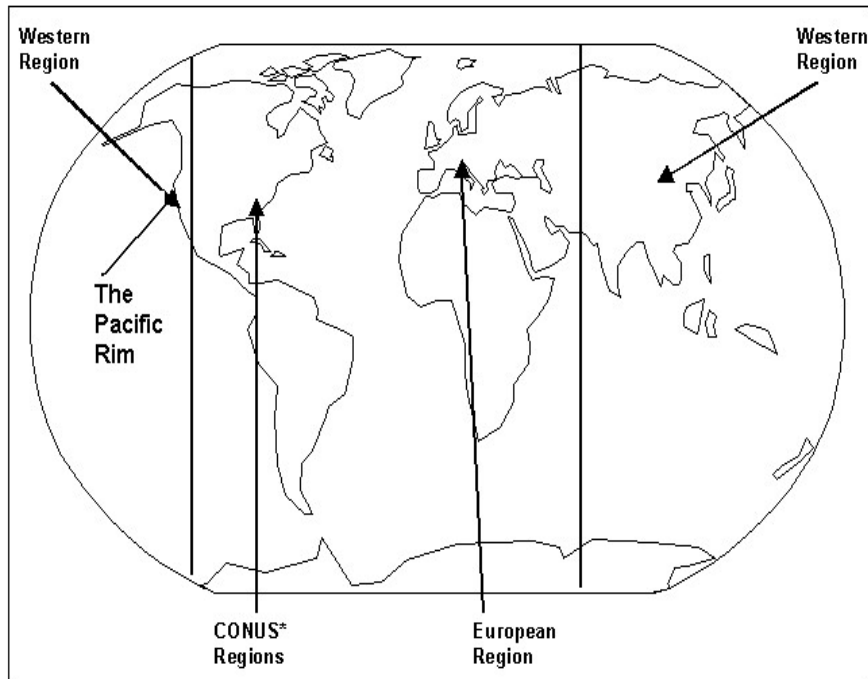 Western
Region
Western
Region
The
Pacific
Rim
CONUS*
Regions
European
Region